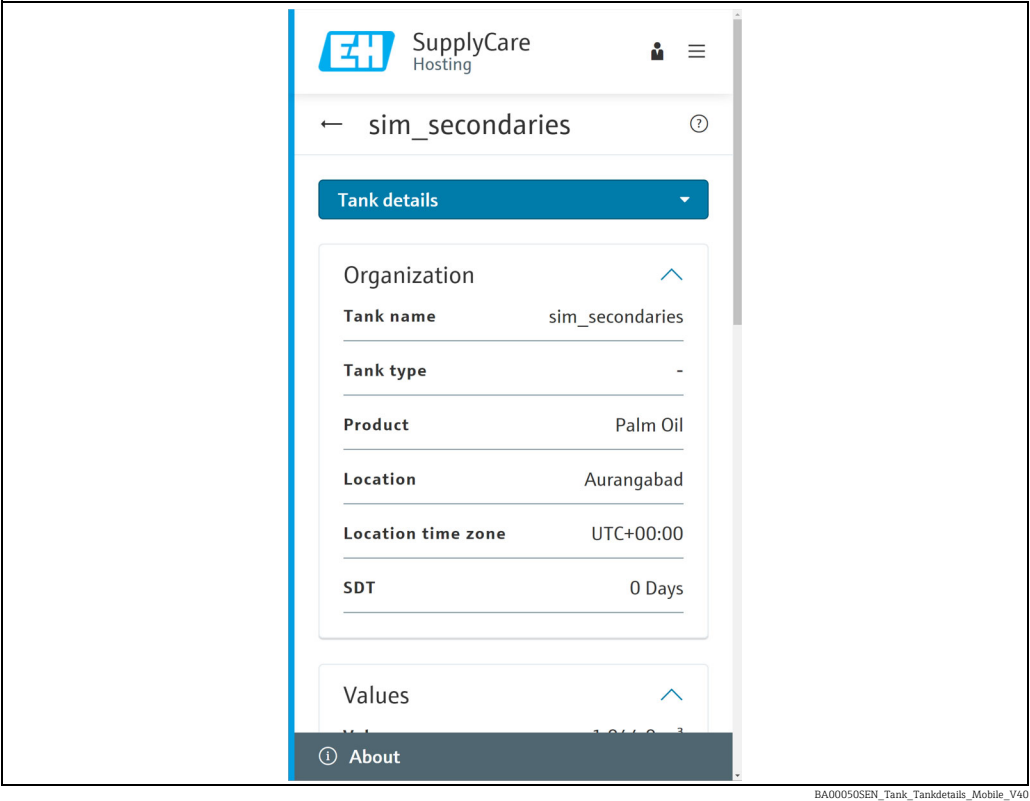 EH SupplyCare
Hosting
← sim_secondaries ?
Tank details
Organization
Tank name sim_secondaries
Tank type -
Product Palm Oil
Location Aurangabad
Location time zone UTC+00:00
SDT 0 Days
Values
About
BA00050SEN_Tank_Tankdetails_Mobile_V40